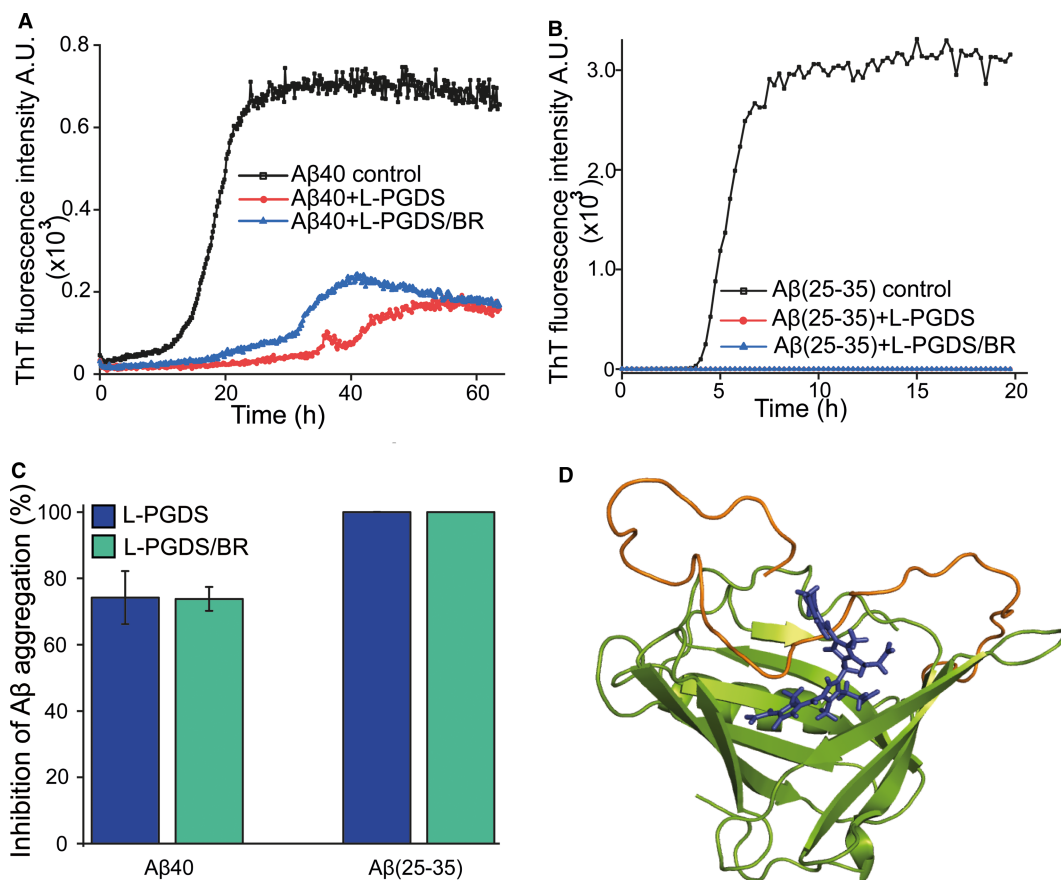 A
ThT fluorescence intensity A.U.
(x10³)
0.8
0.6
0.4
0.2
0
Aβ40 control
Aβ40+L-PGDS
Aβ40+L-PGDS/BR
0 20 40 60
Time (h)
B
ThT fluorescence intensity A.U.
(x10³)
3.0
2.0
1.0
0
Aβ(25-35) control
Aβ(25-35)+L-PGDS
Aβ(25-35)+L-PGDS/BR
0 5 10 15 20
Time (h)
C
Inhibition of Aβ aggregation (%)
100
80
60
40
20
0
L-PGDS
L-PGDS/BR
Aβ40 Aβ(25-35)
D